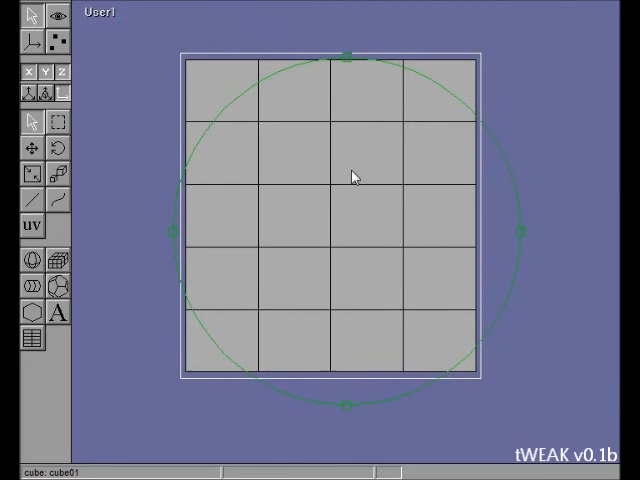 User1
X Y Z
uv
A
cube: cube01
tWEAK v0.1b